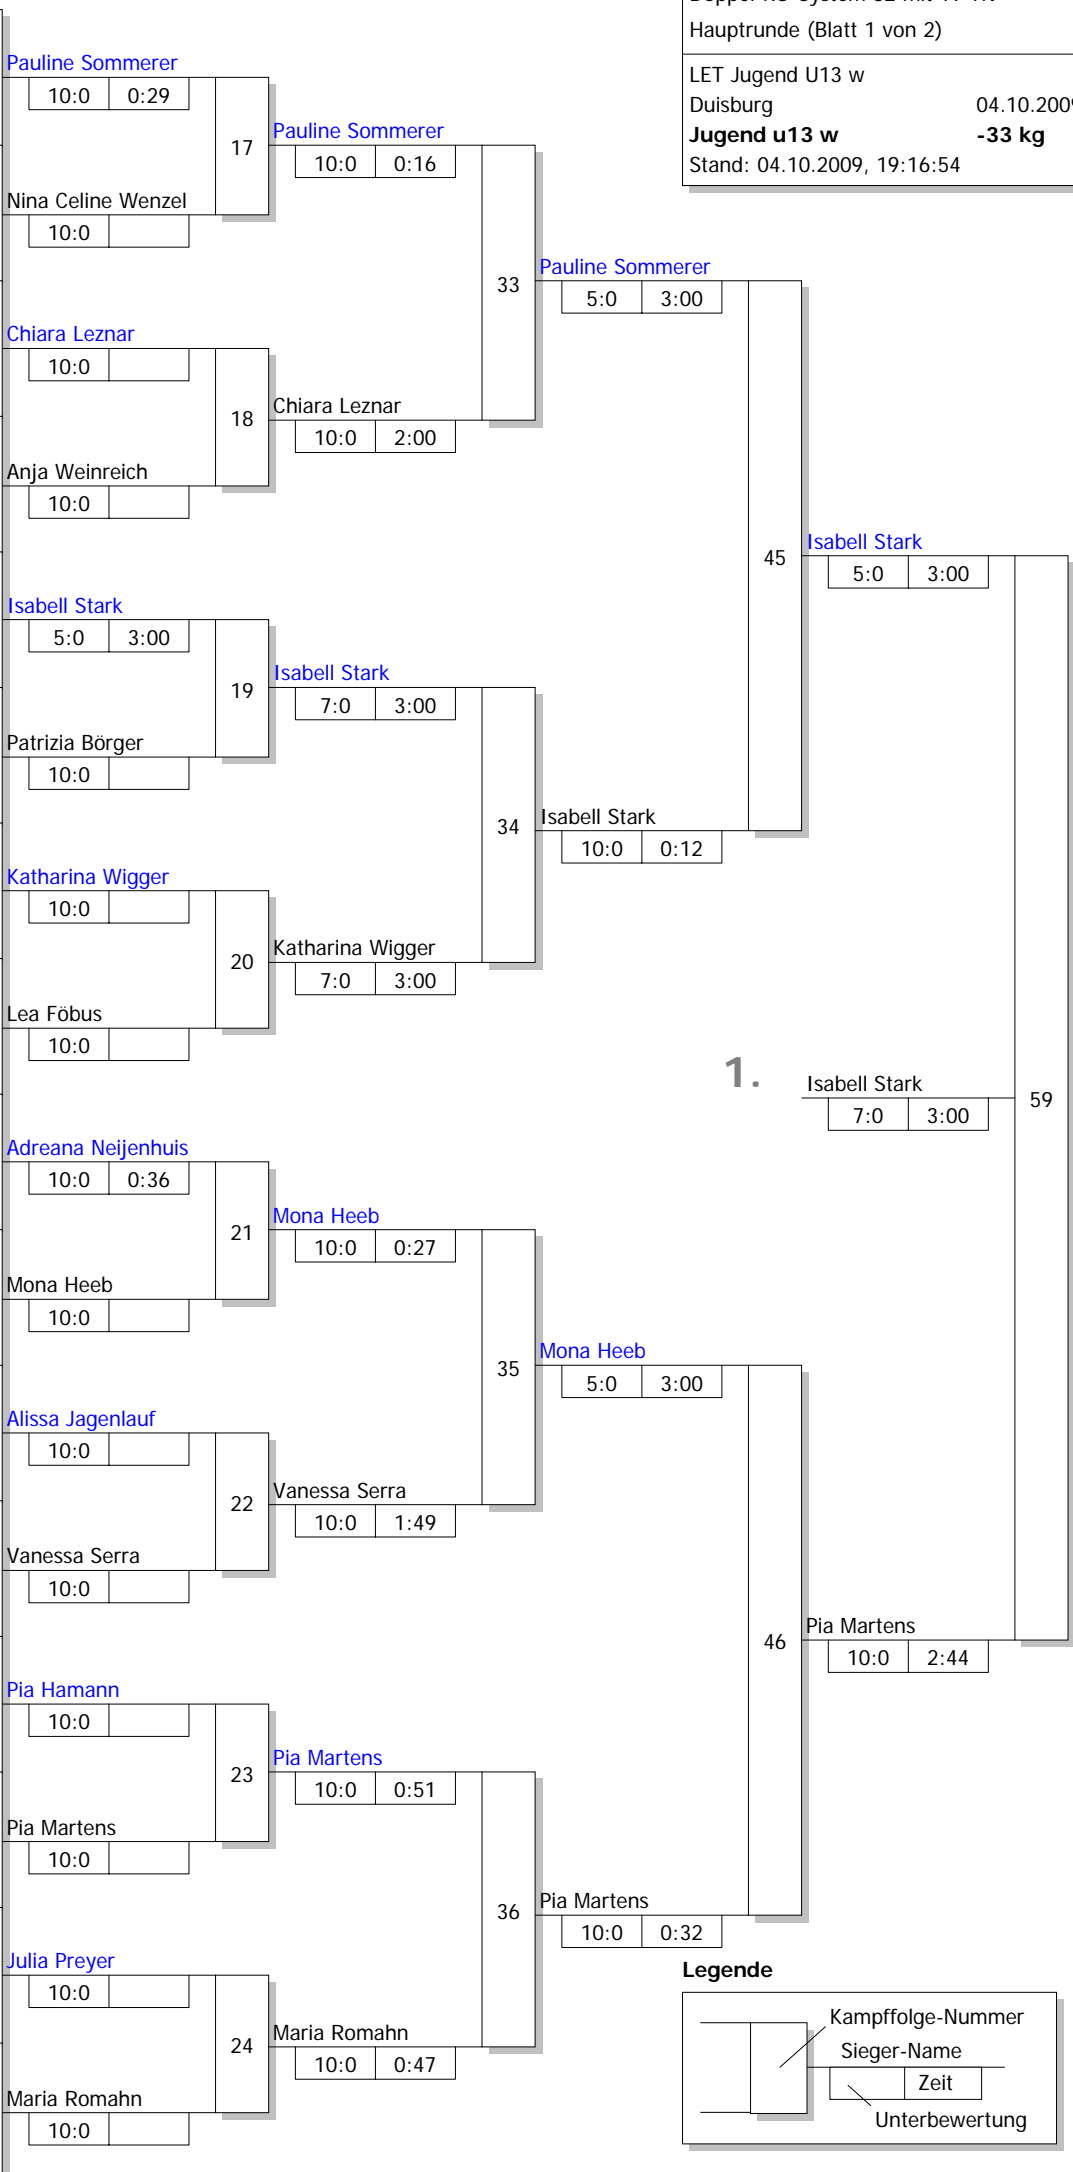 Hauptrunde (Blatt 1 von 2)
LET Jugend U13 w
Duisburg 04.10.2009
Jugend u13 w -33 kg
Stand: 04.10.2009, 19:16:54
Pauline Sommerer
10:0 0:29
17
Nina Celine Wenzel
10:0
Pauline Sommerer
10:0 0:16
33
Chiara Leznar
10:0
18
Anja Weinreich
10:0
Chiara Leznar
10:0 2:00
Pauline Sommerer
5:0 3:00
45
Isabell Stark
5:0 3:00
19
Patrizia Börger
10:0
Isabell Stark
7:0 3:00
34
Katharina Wigger
10:0
20
Lea Föbus
10:0
Katharina Wigger
7:0 3:00
Isabell Stark
10:0 0:12
Isabell Stark
5:0 3:00
1.
Isabell Stark
7:0 3:00
59
Adreana Neijenhuis
10:0 0:36
21
Mona Heeb
10:0
Mona Heeb
10:0 0:27
35
Alissa Jagenlauf
10:0
22
Vanessa Serra
10:0
Vanessa Serra
10:0 1:49
Mona Heeb
5:0 3:00
46
Pia Martens
10:0 2:44
Pia Hamann
10:0
23
Pia Martens
10:0
Pia Martens
10:0 0:51
36
Julia Preyer
10:0
24
Maria Romahn
10:0
Maria Romahn
10:0 0:47
Pia Martens
10:0 0:32
Legende
Kampffolge-Nummer
Sieger-Name
Zeit
Unterbewertung